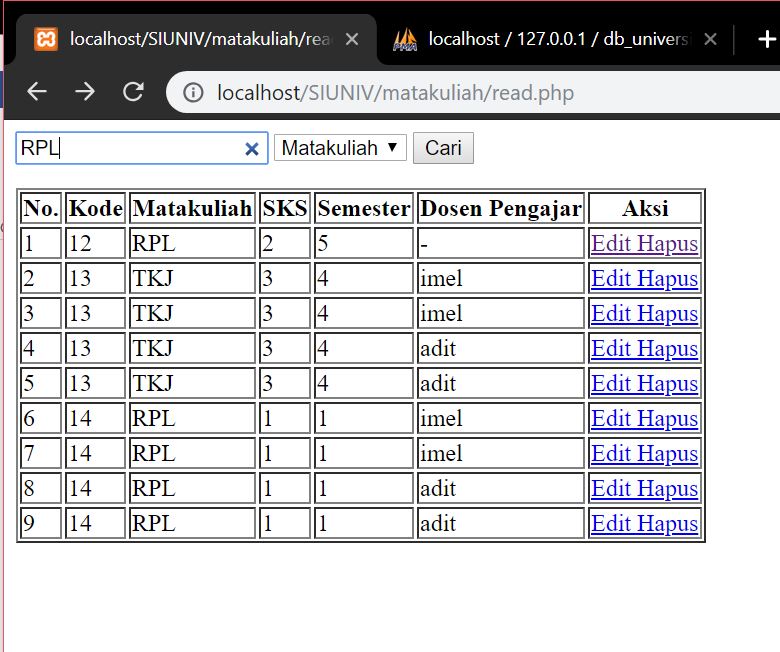 localhost/SIUNIV/matakuliah/rea
localhost / 127.0.0.1 / db_univers
localhost/SIUNIV/matakuliah/read.php
RPL Matakuliah Cari
No. Kode Matakuliah SKS Semester Dosen Pengajar Aksi
1 12 RPL 2 5 - Edit Hapus
2 13 TKJ 3 4 imel Edit Hapus
3 13 TKJ 3 4 imel Edit Hapus
4 13 TKJ 3 4 adit Edit Hapus
5 13 TKJ 3 4 adit Edit Hapus
6 14 RPL 1 1 imel Edit Hapus
7 14 RPL 1 1 imel Edit Hapus
8 14 RPL 1 1 adit Edit Hapus
9 14 RPL 1 1 adit Edit Hapus